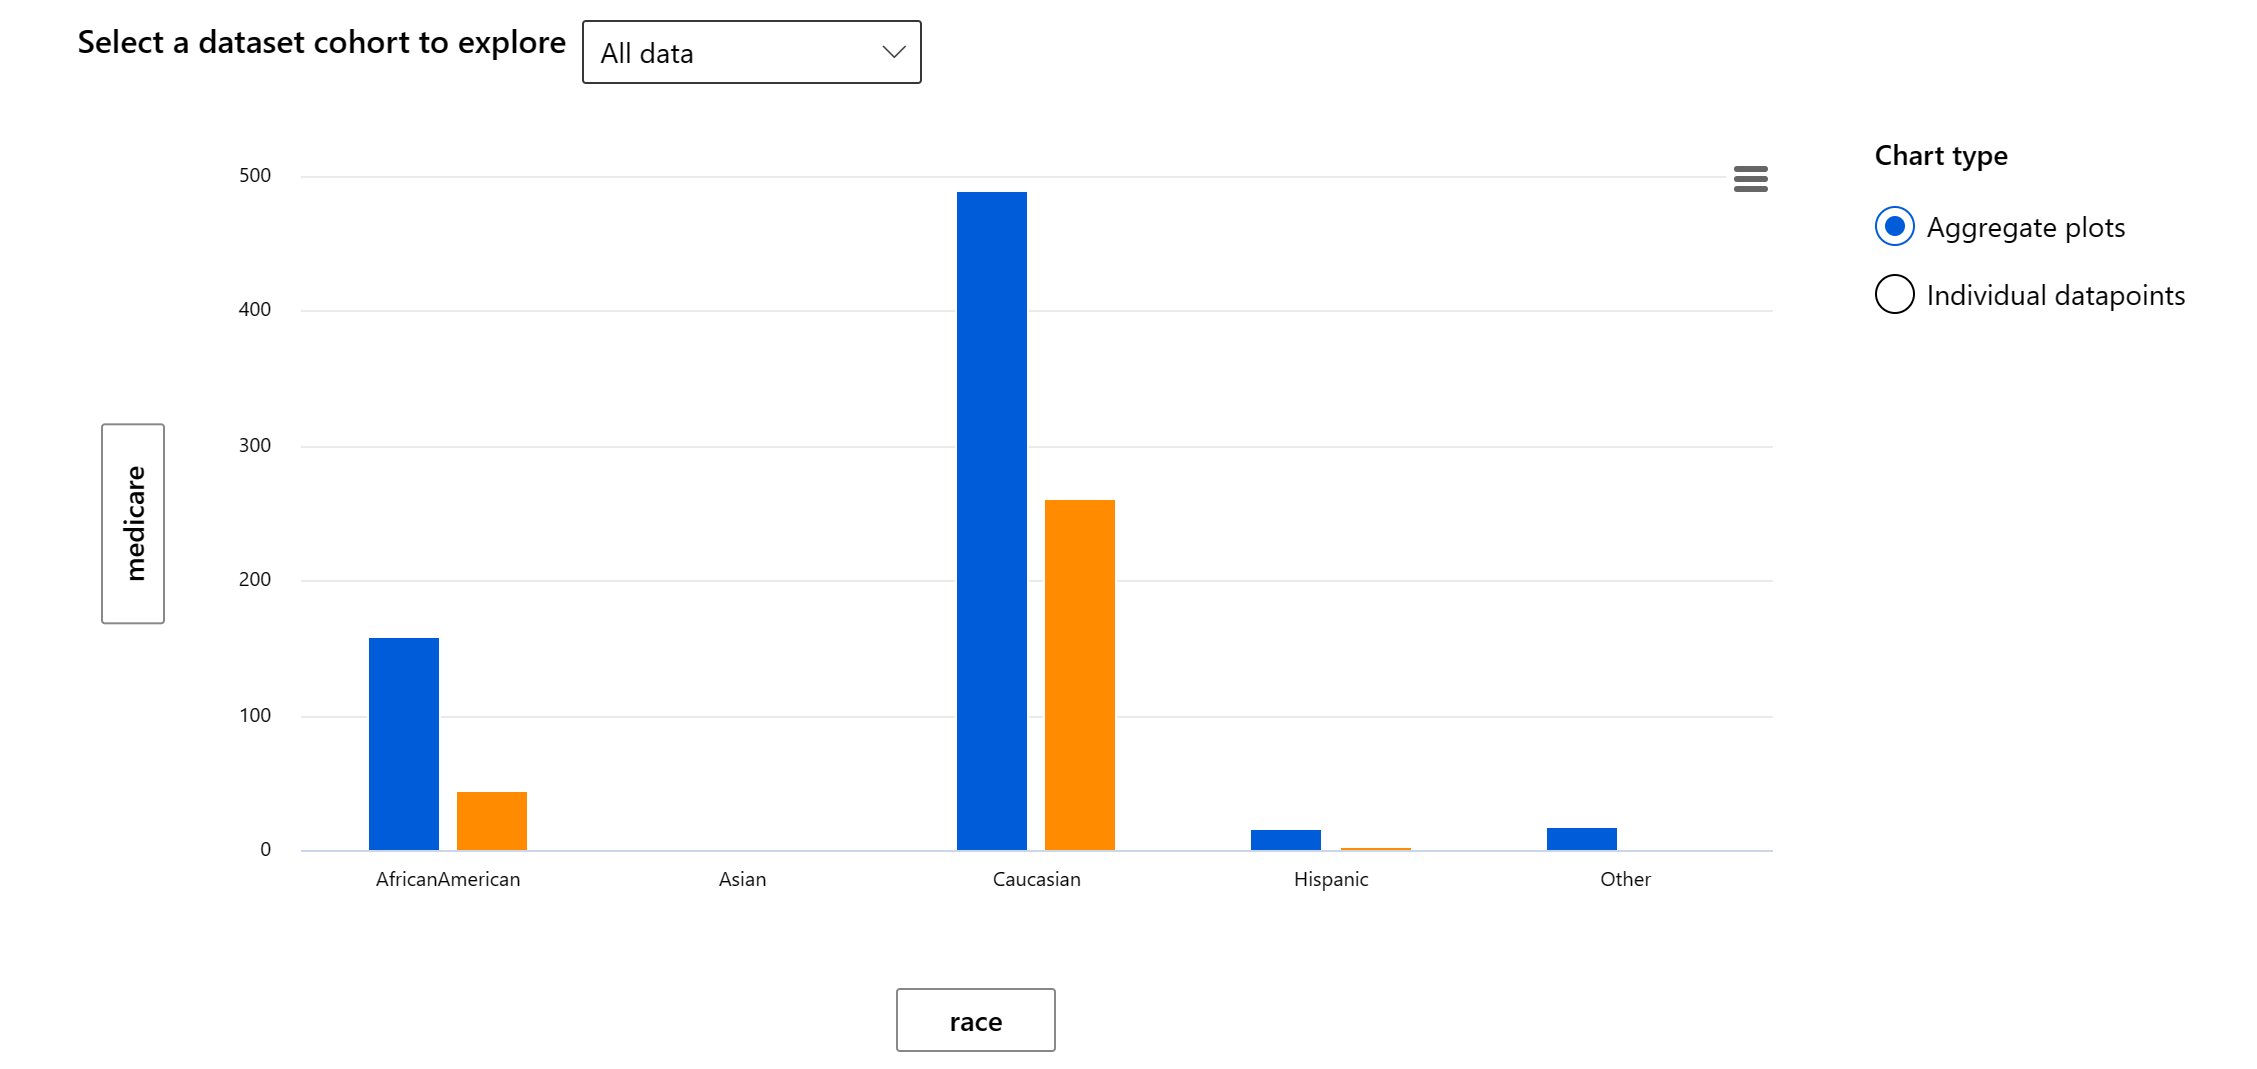 Select a dataset cohort to explore
All data
Chart type
Aggregate plots
Individual datapoints
medicare
500
400
300
200
100
0
AfricanAmerican
Asian
Caucasian
Hispanic
Other
race